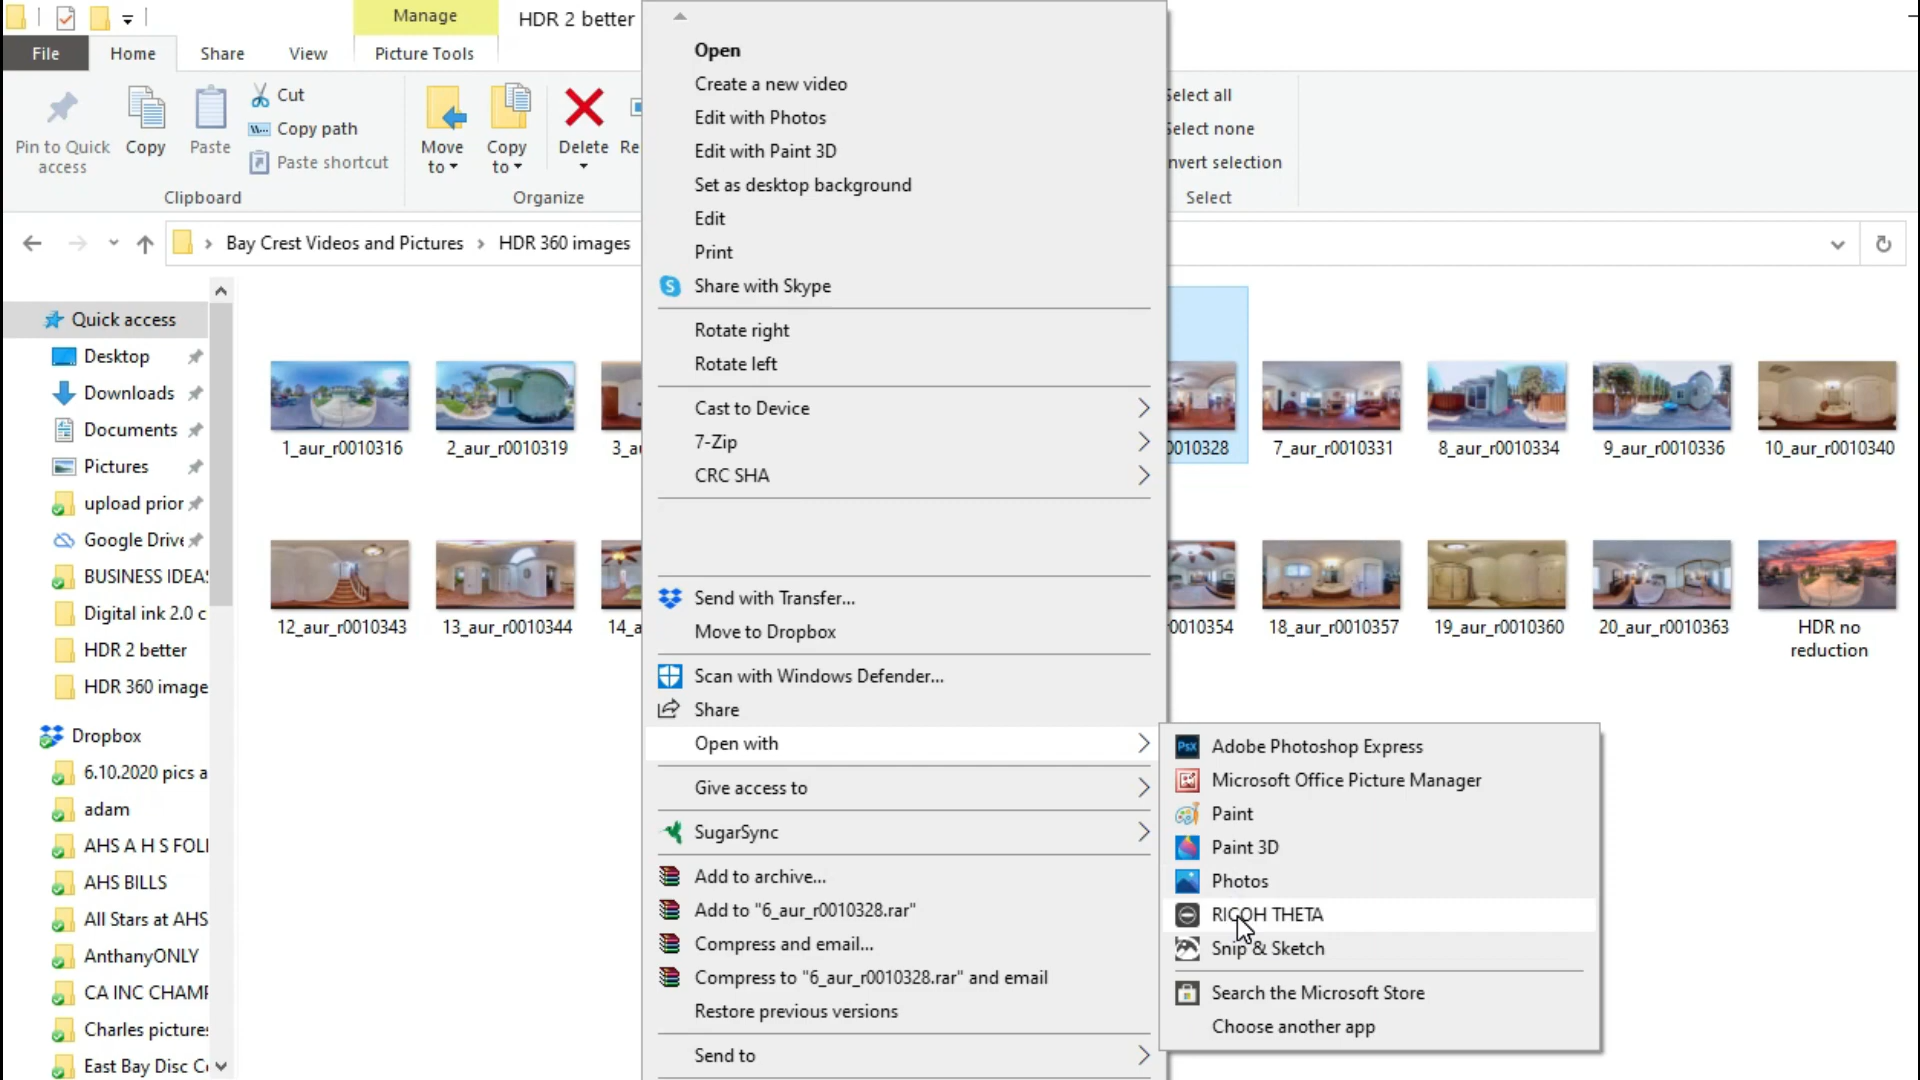 Manage
HDR 2 better
File
Home
Share
View
Picture Tools
Pin to Quick
access
Copy
Paste
Cut
Copy path
Paste shortcut
Clipboard
Move
to
Copy
to
Delete
Re
Organize
Select all
Select none
nvert selection
Select
Bay Crest Videos and Pictures
HDR 360 images
Quick access
Desktop
Downloads
Documents
Pictures
upload prior
Google Drive
BUSINESS IDEAS
Digital ink 2.0 c
HDR 2 better
HDR 360 image
Dropbox
6.10.2020 pics a
adam
AHS A H S FOL
AHS BILLS
All Stars at AHS
AnthanyONLY
CA INC CHAMP
Charles pictures
East Bay Disc C
1_aur_r0010316
2_aur_r0010319
3_au
0010328
7_aur_r0010331
8_aur_r0010334
9_aur_r0010336
10_aur_r0010340
12_aur_r0010343
13_aur_r0010344
14_a
0010354
18_aur_r0010357
19_aur_r0010360
20_aur_r0010363
HDR no
reduction
Open
Create a new video
Edit with Photos
Edit with Paint 3D
Set as desktop background
Edit
Print
S
Share with Skype
Rotate right
Rotate left
Cast to Device
7-Zip
CRC SHA
Send with Transfer...
Move to Dropbox
Scan with Windows Defender...
Share
Open with
Give access to
SugarSync
Add to archive...
Add to "6_aur_r0010328.rar"
Compress and email...
Compress to "6_aur_r0010328.rar" and email
Restore previous versions
Send to
Psx
Adobe Photoshop Express
Microsoft Office Picture Manager
Paint
Paint 3D
Photos
RICOH THETA
Snip & Sketch
Search the Microsoft Store
Choose another app